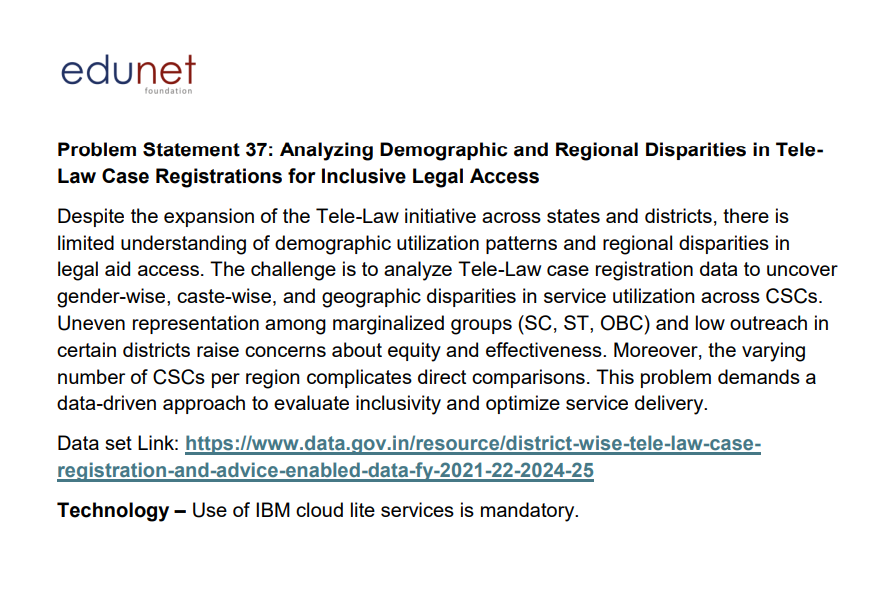 edunet
foundation
Problem Statement 37: Analyzing Demographic and Regional Disparities in Tele-
Law Case Registrations for Inclusive Legal Access
Despite the expansion of the Tele-Law initiative across states and districts, there is
limited understanding of demographic utilization patterns and regional disparities in
legal aid access. The challenge is to analyze Tele-Law case registration data to uncover
gender-wise, caste-wise, and geographic disparities in service utilization across CSCs.
Uneven representation among marginalized groups (SC, ST, OBC) and low outreach in
certain districts raise concerns about equity and effectiveness. Moreover, the varying
number of CSCs per region complicates direct comparisons. This problem demands a
data-driven approach to evaluate inclusivity and optimize service delivery.
Data set Link: https://www.data.gov.in/resource/district-wise-tele-law-case-
registration-and-advice-enabled-data-fy-2021-22-2024-25
Technology – Use of IBM cloud lite services is mandatory.